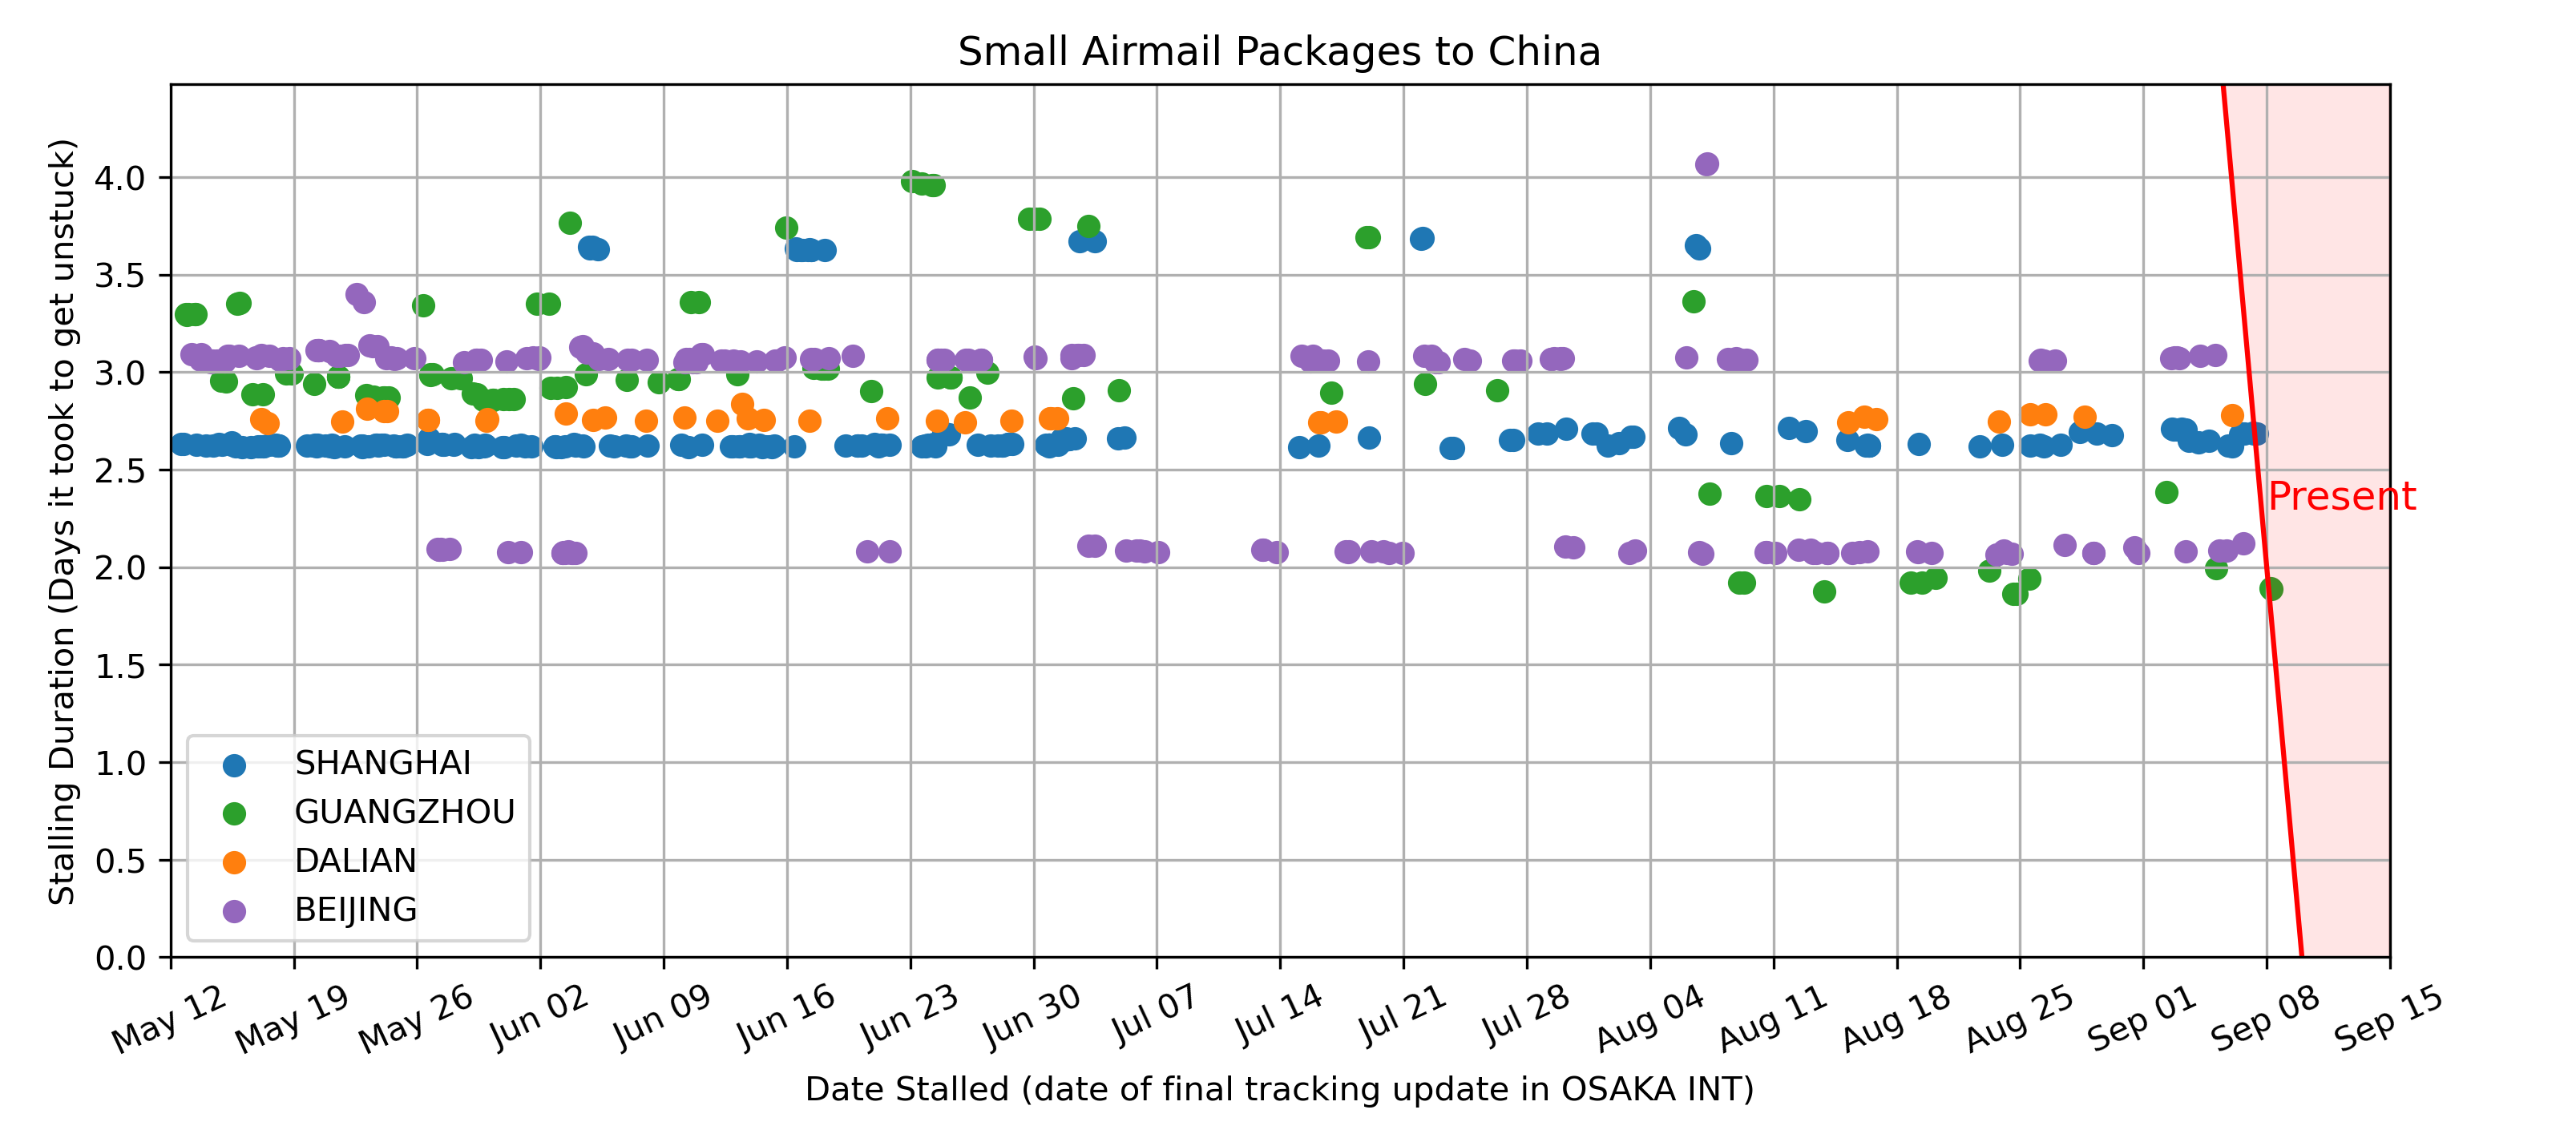 Small Airmail Packages to China
Stalling Duration (Days it took to get unstuck)
4.0
3.5
3.0
2.5
2.0
1.5
1.0
0.5
0.0
Present
SHANGHAI
GUANGZHOU
DALIAN
BEIJING
May 12
May 19
May 26
Jun 02
Jun 09
Jun 16
Jun 23
Jun 30
Jul 07
Jul 14
Jul 21
Jul 28
Aug 04
Aug 11
Aug 18
Aug 25
Sep 01
Sep 08
Sep 15
Date Stalled (date of final tracking update in OSAKA INT)